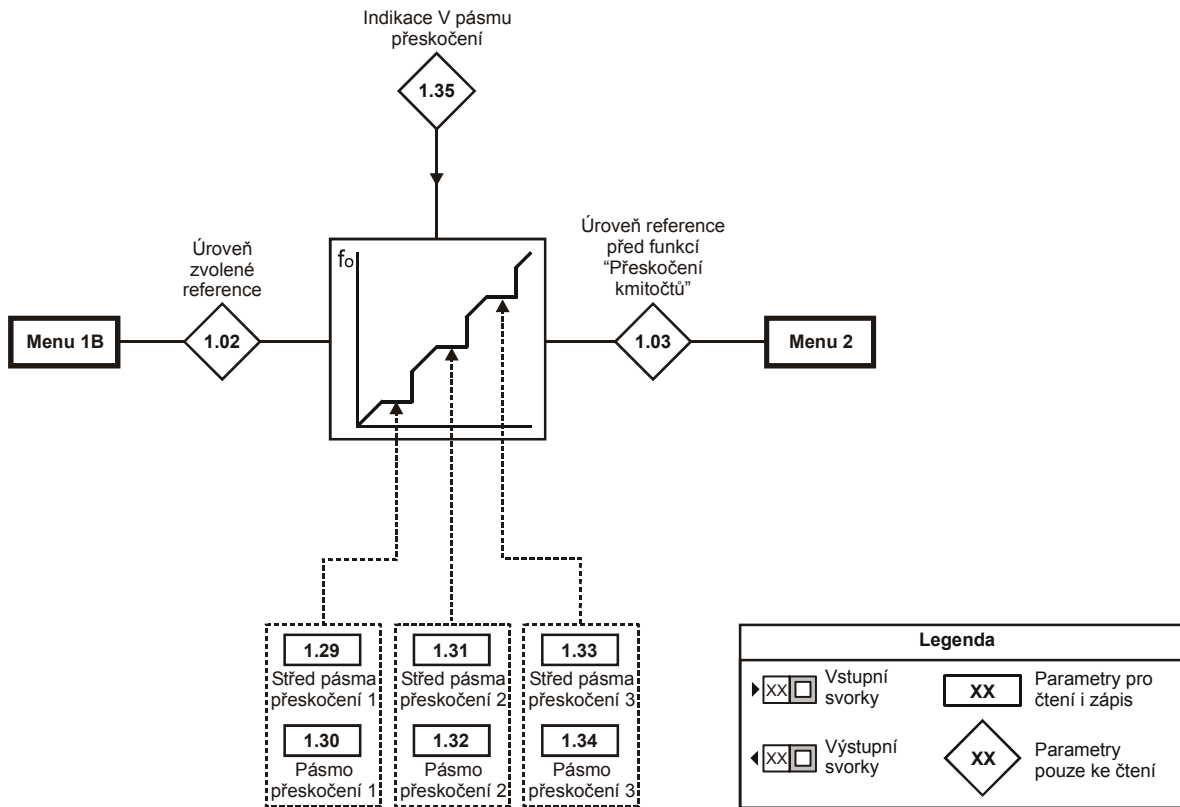 Indikace V pásmu
přeskočení
1.35
Úroveň
zvolené
reference
Menu 1B
1.02
fo
Úroveň reference
před funkcí
“Přeskočení
kmitočtů”
1.03
Menu 2
1.29
Střed pásma
přeskočení 1
1.30
Pásmo
přeskočení 1
1.31
Střed pásma
přeskočení 2
1.32
Pásmo
přeskočení 2
1.33
Střed pásma
přeskočení 3
1.34
Pásmo
přeskočení 3
Legenda
XX
Vstupní
svorky
XX
Parametry pro
čtení i zápis
XX
Výstupní
svorky
XX
Parametry
pouze ke čtení